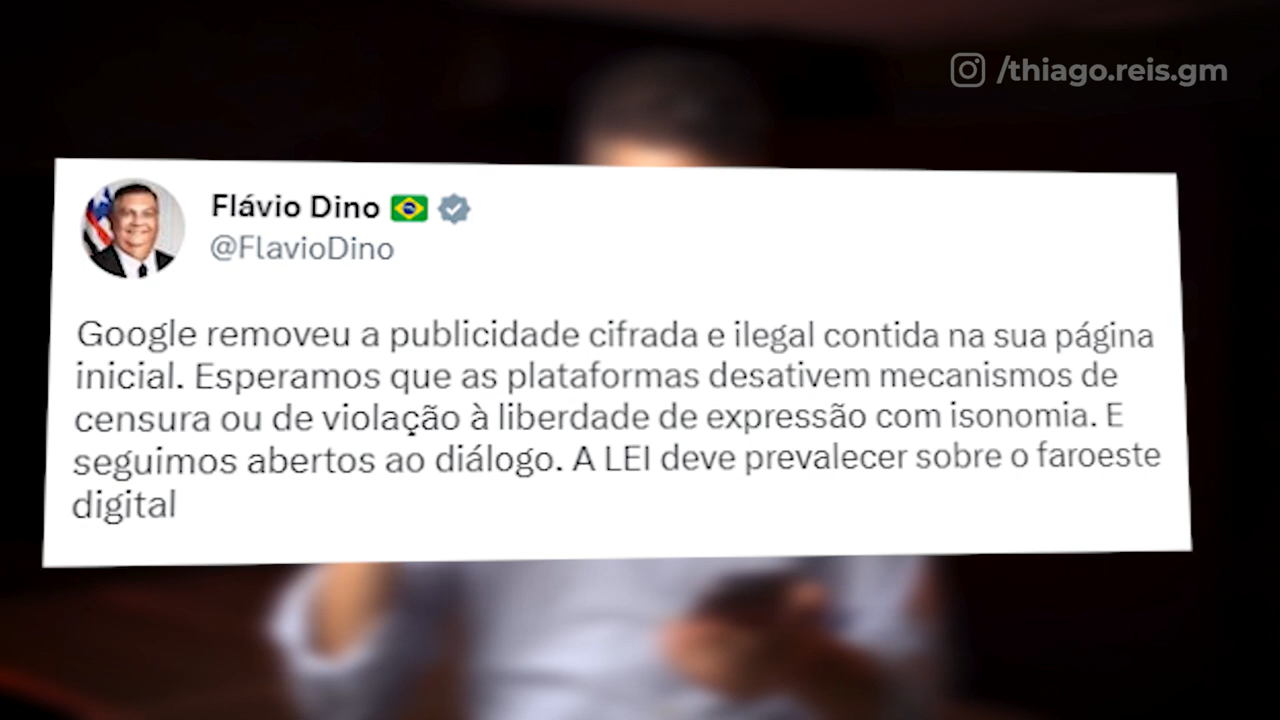 /thiago.reis.gm
Flávio Dino
@FlavioDino
Google removeu a publicidade cifrada e ilegal contida na sua página
inicial. Esperamos que as plataformas desativem mecanismos de
censura ou de violação à liberdade de expressão com isonomia. E
seguimos abertos ao diálogo. A LEI deve prevalecer sobre o faroeste
digital